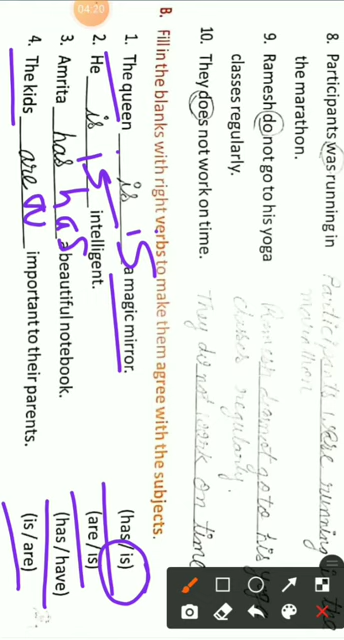 04:20
8. Participants was running in
the marathon.
Participants were running
marathon
the
9. Ramesh do not go to his yoga
classes regularly.
Ramesh does not go to his yoga
classes regularly.
10. They does not work on time.
They do not work on time
B. Fill in the blanks with right verbs to make them agree with the subjects.
1. The queen is is a magic mirror. (has / is)
2. He is is intelligent. (are / is)
3. Amrita has has a beautiful notebook. (has / have)
4. The kids are important to their parents. (is / are)